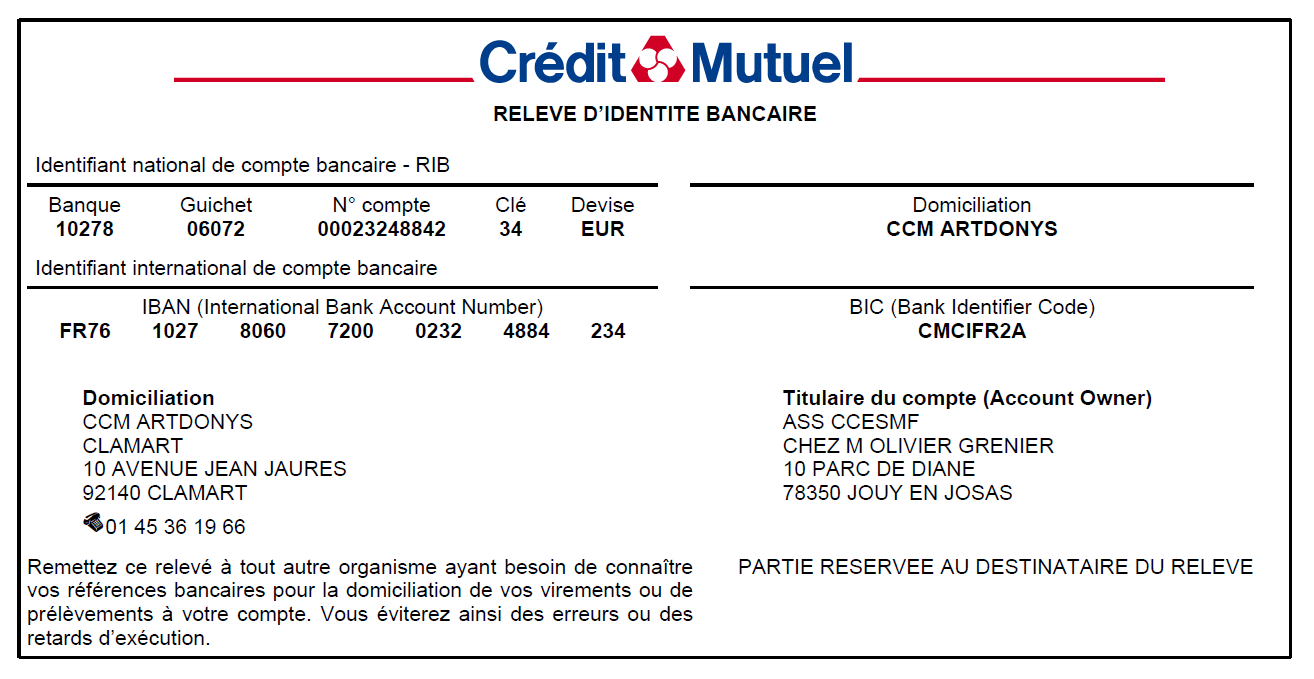 Crédit Mutuel
RELEVE D'IDENTITE BANCAIRE
Identifiant national de compte bancaire - RIB
Banque Guichet N° compte Clé Devise Domiciliation
10278 06072 00023248842 34 EUR CCM ARTDONYS
Identifiant international de compte bancaire
IBAN (International Bank Account Number) BIC (Bank Identifier Code)
FR76 1027 8060 7200 0232 4884 234 CMCIFR2A
Domiciliation
CCM ARTDONYS
CLAMART
10 AVENUE JEAN JAURES
92140 CLAMART
01 45 36 19 66
Titulaire du compte (Account Owner)
ASS CCESMF
CHEZ M OLIVIER GRENIER
10 PARC DE DIANE
78350 JOUY EN JOSAS
Remettez ce relevé à tout autre organisme ayant besoin de connaître
vos références bancaires pour la domiciliation de vos virements ou de
prélèvements à votre compte. Vous éviterez ainsi des erreurs ou des
retards d'exécution.
PARTIE RESERVEE AU DESTINATAIRE DU RELEVE